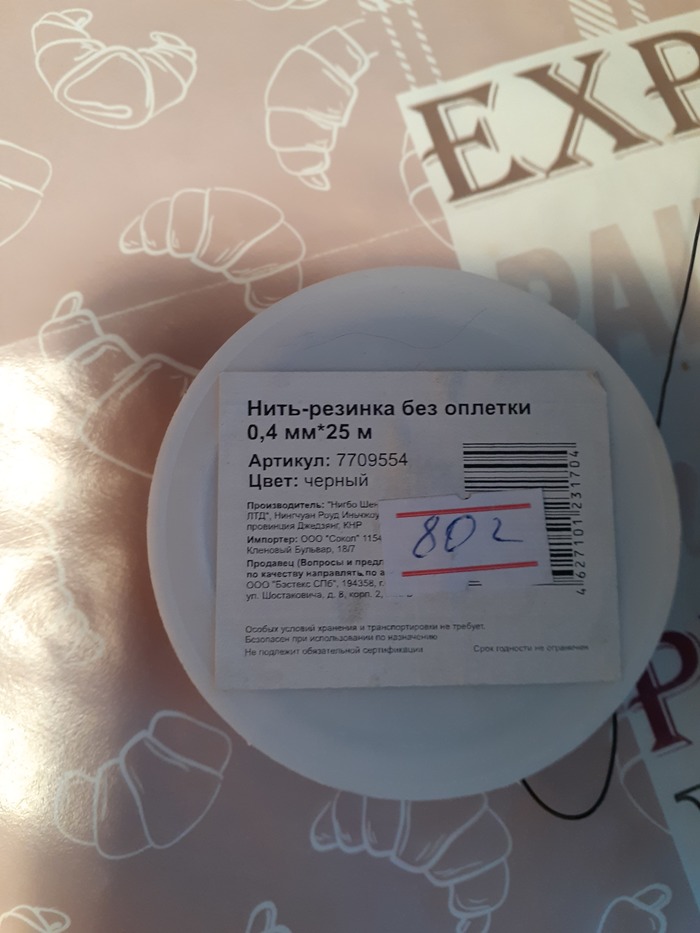 EXP
Нить-резинка без оплетки
0,4 мм*25 м
Артикул: 7709554
Цвет: черный
Производитель: "Нигбо Шен
ЛТД", Нингчуан Роуд Иньчжоу
провинция Джедзянг, КНР
Импортер: ООО "Сокол" 1154
Кленовый Бульвар, 18/7
Продавец (Вопросы и предл
по качеству направлять по а
ООО "Бэстекс СПб", 194358, г.
ул. Шостаковича, д. 8, корп. 2,
80 г
4627101231704
Особых условий хранения и транспортировки не требует.
Безопасен при использовании по назначению
Не подлежит обязательной сертификации
Срок годности не ограничен